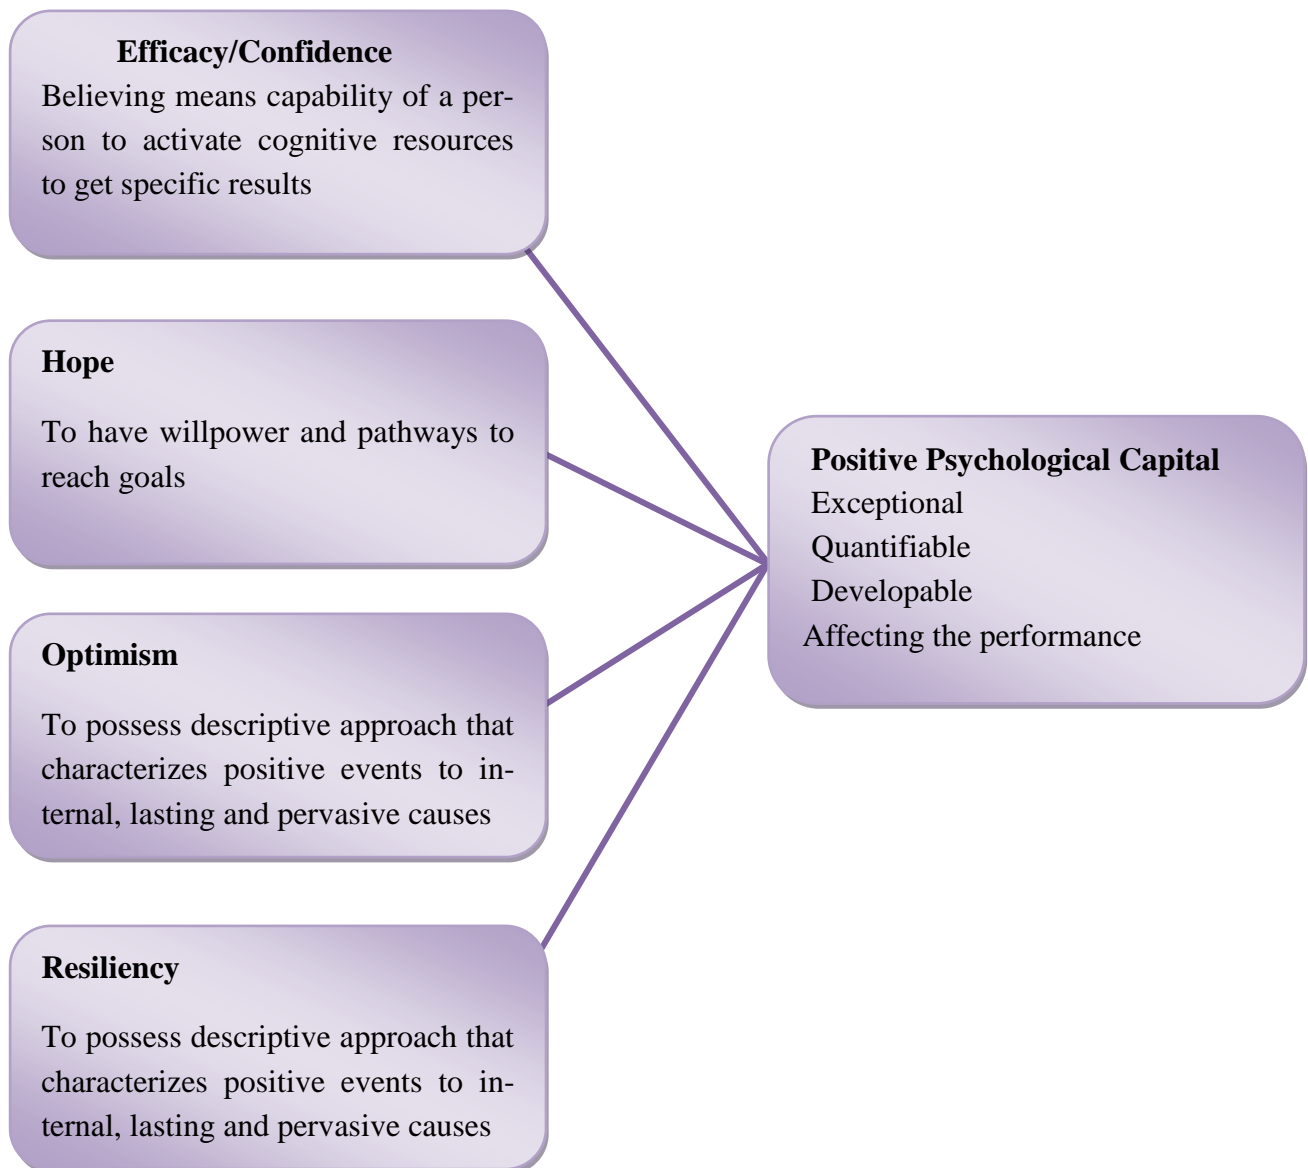 Efficacy/Confidence
Believing means capability of a per-
son to activate cognitive resources
to get specific results
Hope
To have willpower and pathways to
reach goals
Optimism
To possess descriptive approach that
characterizes positive events to in-
ternal, lasting and pervasive causes
Resiliency
To possess descriptive approach that
characterizes positive events to in-
ternal, lasting and pervasive causes
Positive Psychological Capital
Exceptional
Quantifiable
Developable
Affecting the performance